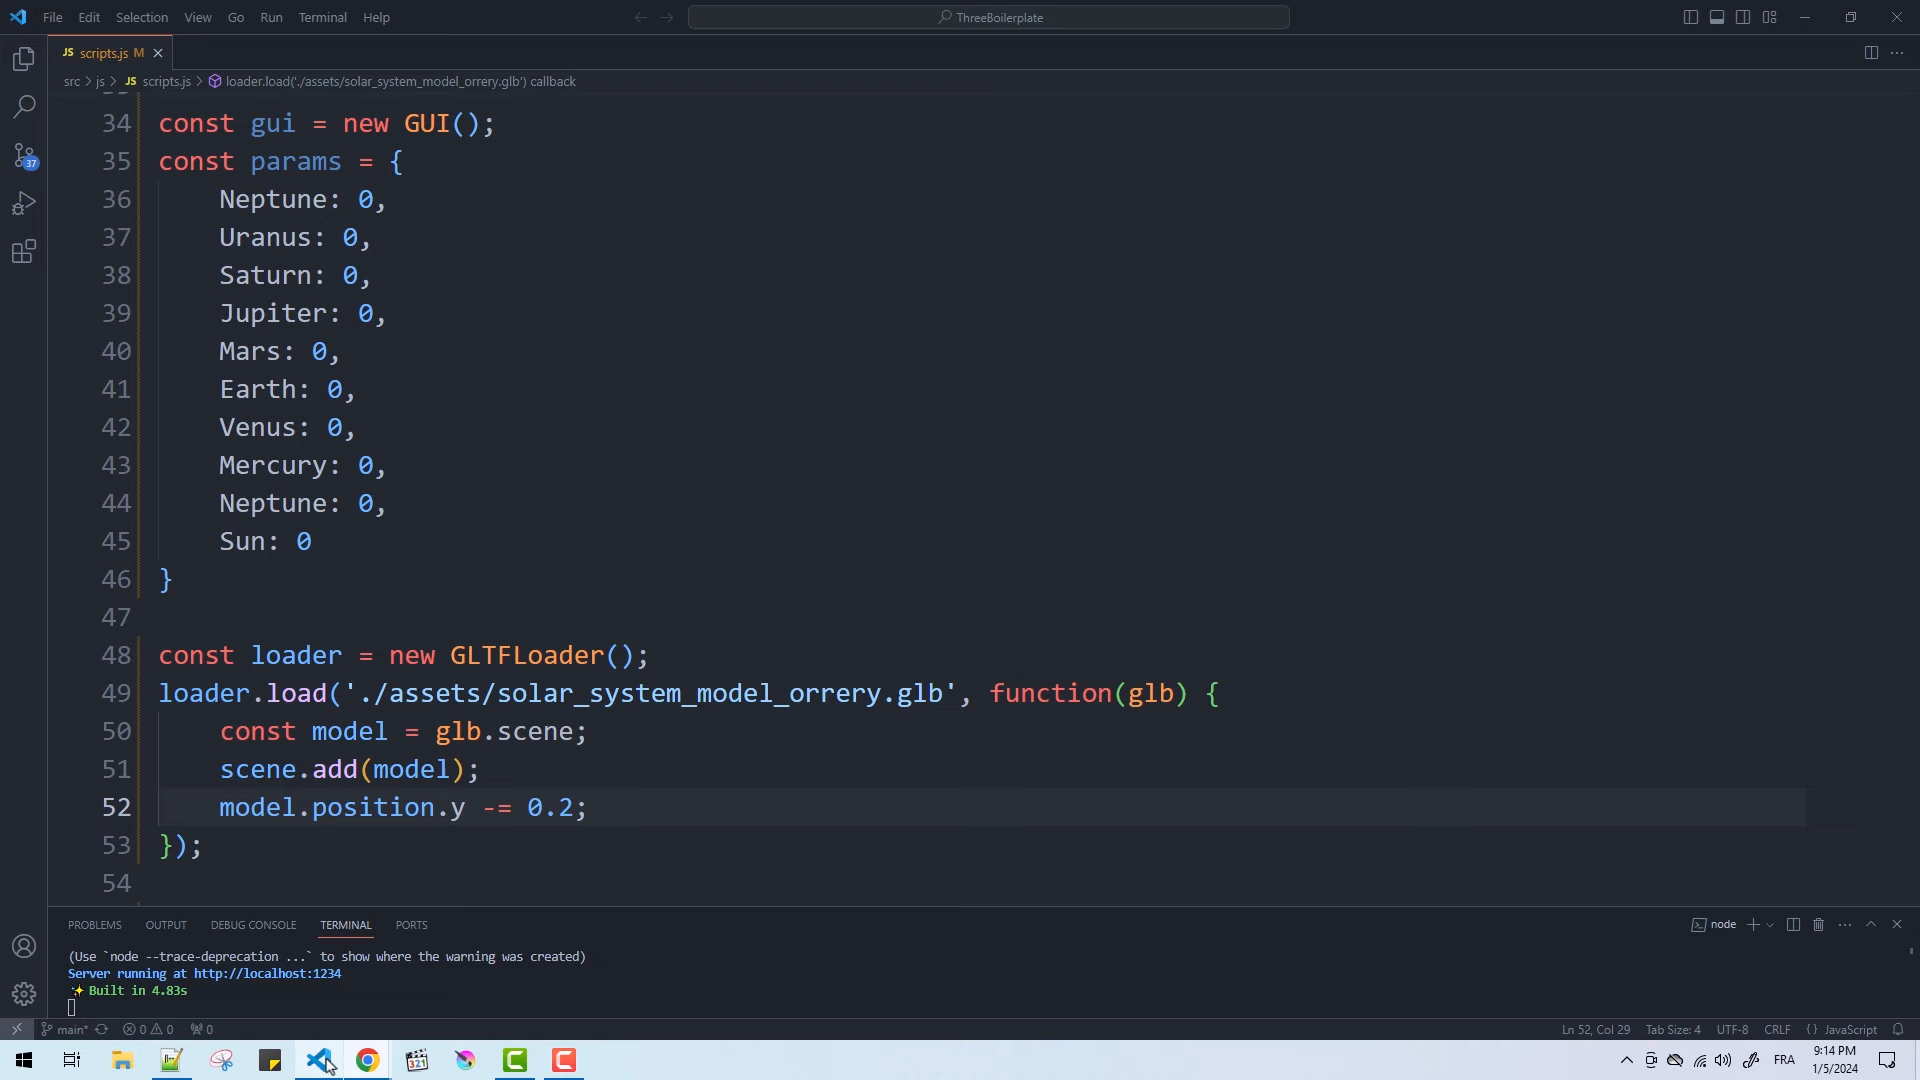 File Edit Selection View Go Run Terminal Help
ThreeBoilerplate
JS scripts.js M
src > js > JS scripts.js > loader.load('./assets/solar_system_model_orrery.glb') callback
34 const gui = new GUI();
35 const params = {
36 Neptune: 0,
37 Uranus: 0,
38 Saturn: 0,
39 Jupiter: 0,
40 Mars: 0,
41 Earth: 0,
42 Venus: 0,
43 Mercury: 0,
44 Neptune: 0,
45 Sun: 0
46 }
47
48 const loader = new GLTFLoader();
49 loader.load('./assets/solar_system_model_orrery.glb', function(glb) {
50 const model = glb.scene;
51 scene.add(model);
52 model.position.y -= 0.2;
53 });
54
37
PROBLEMS OUTPUT DEBUG CONSOLE TERMINAL PORTS
node
(Use `node --trace-deprecation ...` to show where the warning was created)
Server running at http://localhost:1234
✨ Built in 4.83s
main* 0 0 0
Ln 52, Col 29 Tab Size: 4 UTF-8 CRLF {} JavaScript
321
FRA
9:14 PM
1/5/2024